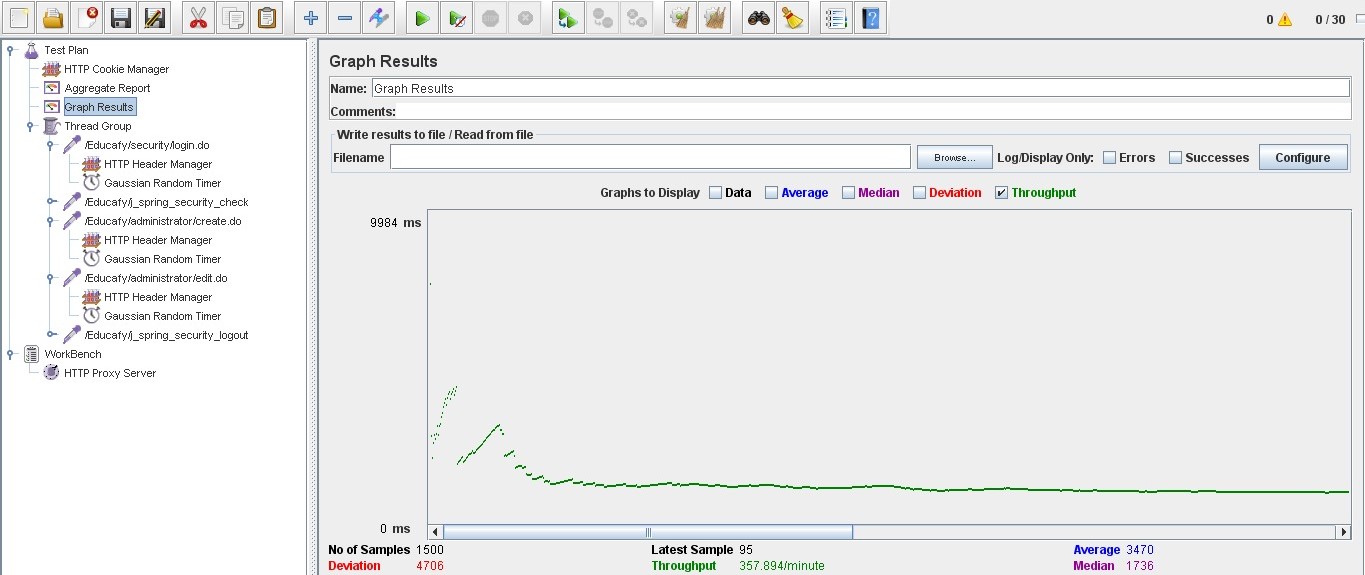 0 0 / 30
Test Plan
HTTP Cookie Manager
Aggregate Report
Graph Results
Thread Group
/Educafy/security/login.do
HTTP Header Manager
Gaussian Random Timer
/Educafy/j_spring_security_check
/Educafy/administrator/create.do
HTTP Header Manager
Gaussian Random Timer
/Educafy/administrator/edit.do
HTTP Header Manager
Gaussian Random Timer
/Educafy/j_spring_security_logout
WorkBench
HTTP Proxy Server
Graph Results
Name: Graph Results
Comments:
Write results to file / Read from file
Filename Browse... Log/Display Only: Errors Successes Configure
Graphs to Display Data Average Median Deviation Throughput
9984 ms
0 ms
No of Samples 1500 Latest Sample 95 Average 3470
Deviation 4706 Throughput 357.894/minute Median 1736